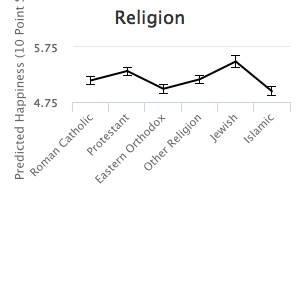 Religion
Predicted Happiness (10 Point
5.75
4.75
Roman Catholic
Protestant
Eastern Orthodox
Other Religion
Jewish
Islamic